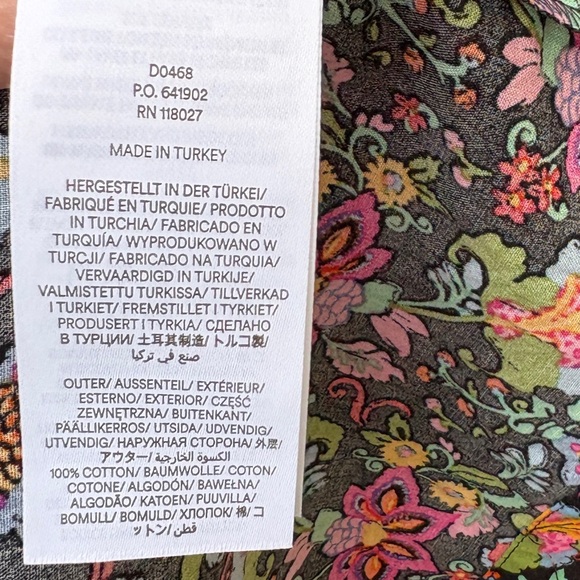 D0468
P.O. 641902
RN 118027
MADE IN TURKEY
HERGESTELLT IN DER TÜRKEI/
FABRIQUÉ EN TURQUIE/ PRODOTTO
IN TURCHIA/ FABRICADO EN
TURQUÍA/ WYPRODUKOWANO W
TURCJI/ FABRICADO NA TURQUIA/
VERVAARDIGD IN TURKIJE/
VALMISTETTU TURKISSA/ TILLVERKAD
I TURKIET/ FREMSTILLET I TYRKIET/
PRODUSERT I TYRKIA/ СДЕЛАНО
В ТУРЦИИ/ 土耳其制造/ トルコ製/
صنع في تركيا/
OUTER/ AUSSENTEIL/ EXTÉRIEUR/
ESTERNO/ EXTERIOR/ CZĘŚĆ
ZEWNĘTRZNA/ BUITENKANT/
PÄÄLLIKERROS/ UTSIDA/ UDVENDIG/
UTVENDIG/ НАРУЖНАЯ СТОРОНА/ 外层/
アウター/ الكسوة الخارجية/
100% COTTON/ BAUMWOLLE/ COTON/
COTONE/ ALGODÓN/ BAWEŁNA/
ALGODÃO/ KATOEN/ PUUVILLA/
BOMULL/ BOMULD/ ХЛОПОК/ 棉/ コ
ットン/ قطن/